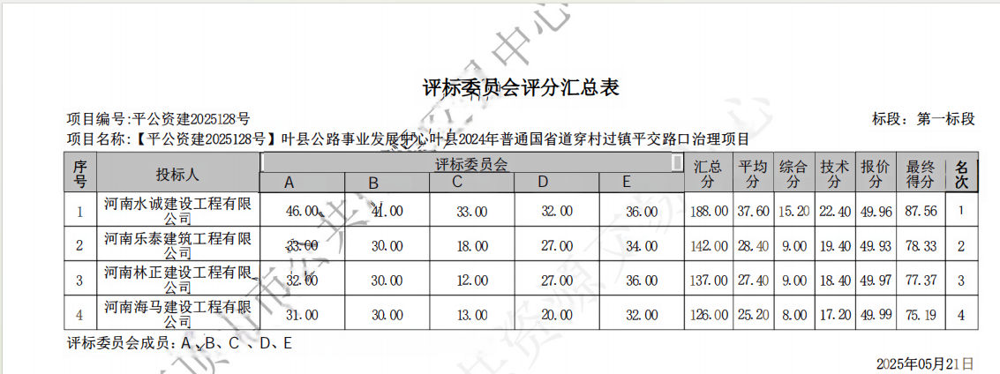 评标委员会评分汇总表
项目编号:平公资建2025128号 标段：第一标段
项目名称:【平公资建2025128号】叶县公路事业发展中心叶县2024年普通国省道穿村过镇平交路口治理项目
序号 投标人 评标委员会 汇总分 平均分 综合分 技术分 报价分 最终得分 名次
A B C D E
1 河南水诚建设工程有限公司 46.00 41.00 33.00 32.00 36.00 188.00 37.60 15.20 22.40 49.96 87.56 1
2 河南乐泰建筑工程有限公司 33.00 30.00 18.00 27.00 34.00 142.00 28.40 9.00 19.40 49.93 78.33 2
3 河南林正建设工程有限公司 32.00 30.00 12.00 27.00 36.00 137.00 27.40 9.00 18.40 49.97 77.37 3
4 河南海马建设工程有限公司 31.00 30.00 13.00 20.00 32.00 126.00 25.20 8.00 17.20 49.99 75.19 4
评标委员会成员：A、B、C、D、E
2025年05月21日